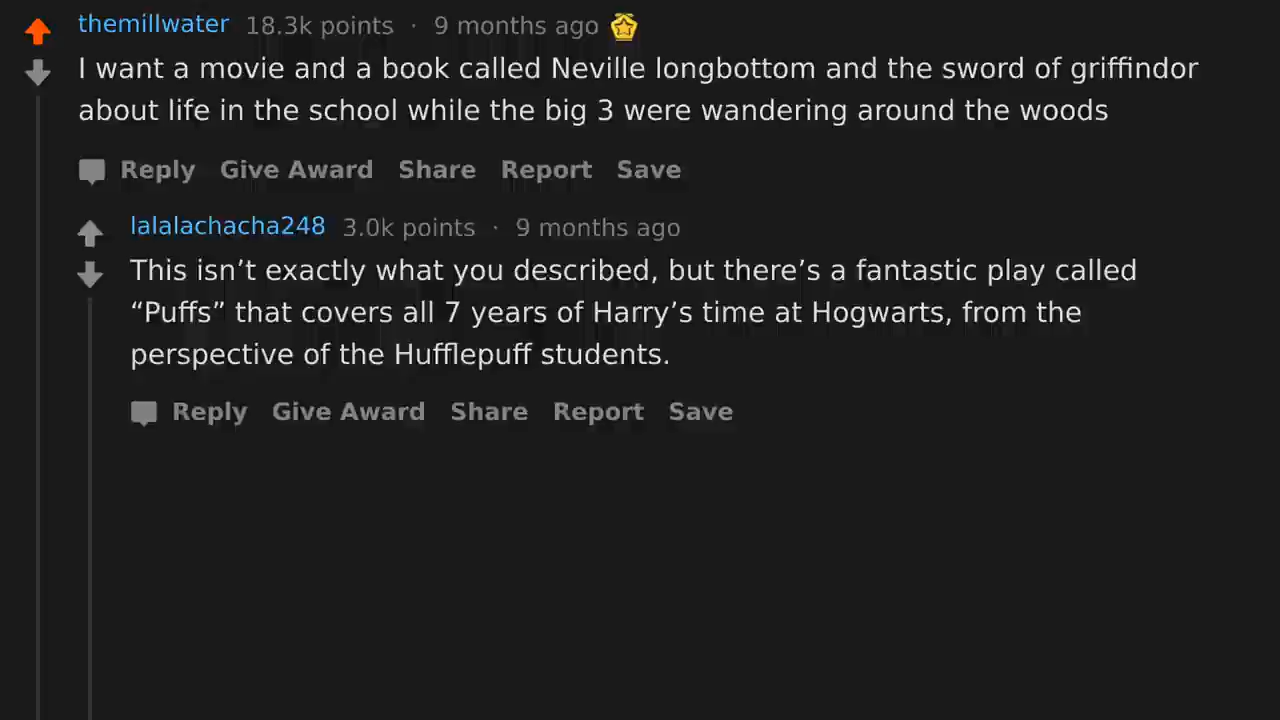 themillwater 18.3k points · 9 months ago
I want a movie and a book called Neville longbottom and the sword of griffindor
about life in the school while the big 3 were wandering around the woods
Reply Give Award Share Report Save
lalalachacha248 3.0k points · 9 months ago
This isn’t exactly what you described, but there’s a fantastic play called
“Puffs” that covers all 7 years of Harry’s time at Hogwarts, from the
perspective of the Hufflepuff students.
Reply Give Award Share Report Save